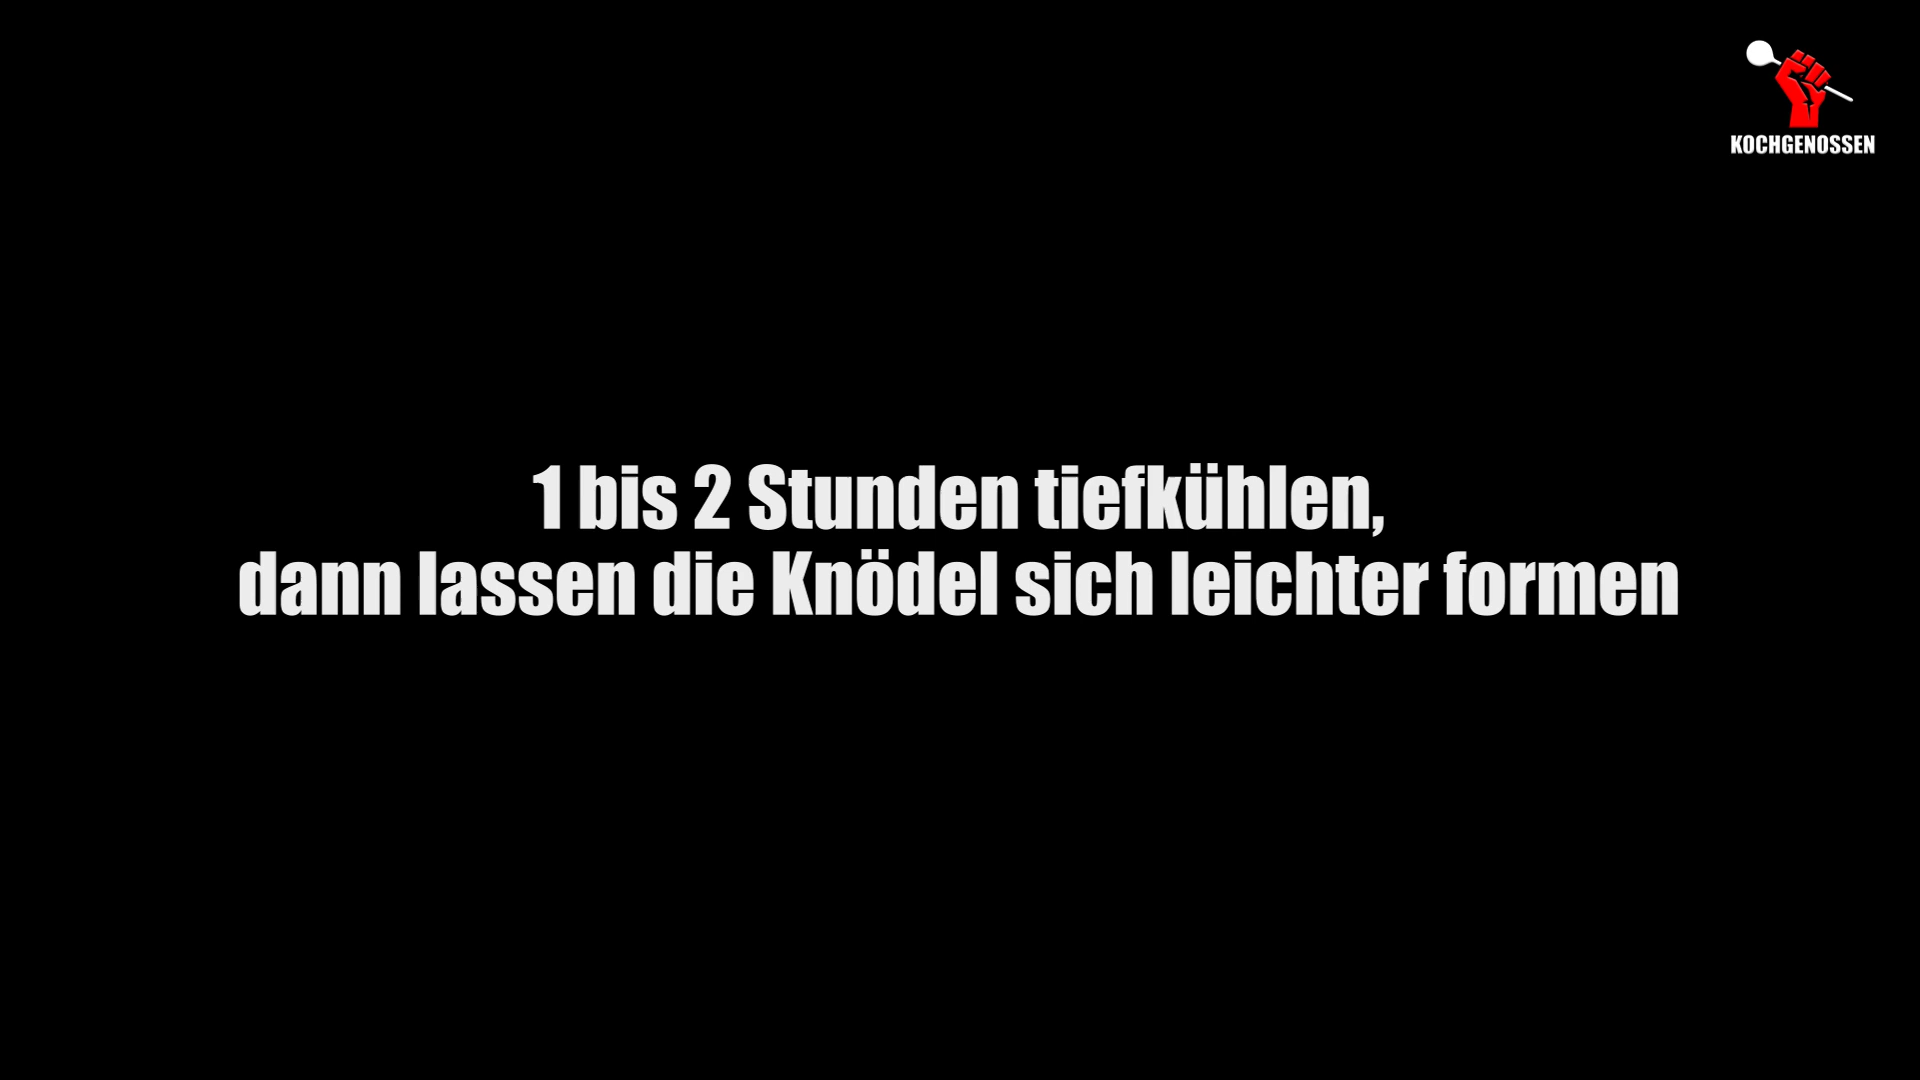 KOCHGENOSSEN
1 bis 2 Stunden tiefkühlen,
dann lassen die Knödel sich leichter formen